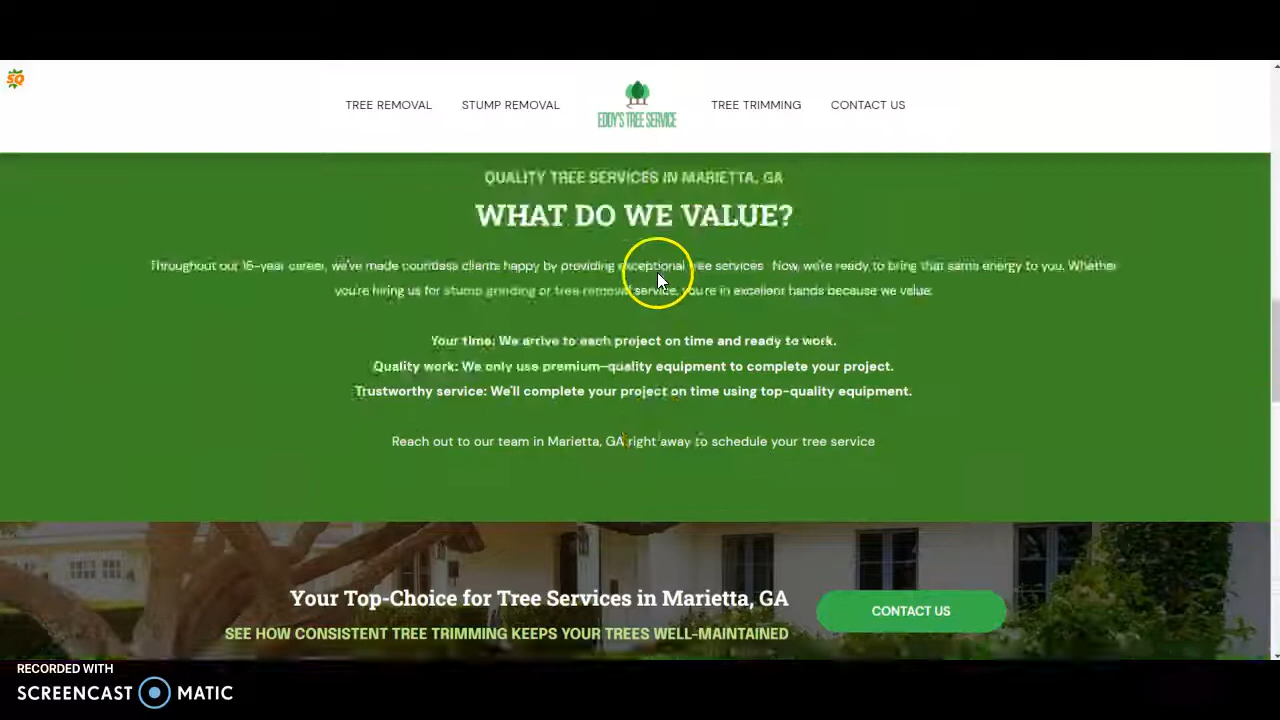 SQ
TREE REMOVAL STUMP REMOVAL EDDY'S TREE SERVICE TREE TRIMMING CONTACT US
QUALITY TREE SERVICES IN MARIETTA, GA
WHAT DO WE VALUE?
Throughout our 16-year career, we've made countless clients happy by providing exceptional tree services. Now, we're ready to bring that same energy to you. Whether
you're hiring us for stump grinding or tree removal service, you're in excellent hands because we value:
Your time: We arrive to each project on time and ready to work.
Quality work: We only use premium-quality equipment to complete your project.
Trustworthy service: We'll complete your project on time using top-quality equipment.
Reach out to our team in Marietta, GA right away to schedule your tree service
Your Top-Choice for Tree Services in Marietta, GA
CONTACT US
SEE HOW CONSISTENT TREE TRIMMING KEEPS YOUR TREES WELL-MAINTAINED
RECORDED WITH
SCREENCAST MATIC